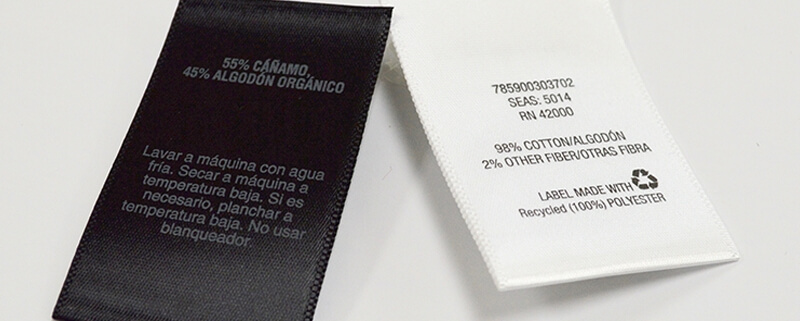 55% CÁÑAMO,
45% ALGODÓN ORGÁNICO
Lavar a máquina con agua
fría. Secar a máquina a
temperatura baja. Si es
necesario, planchar a
temperatura baja. No usar
blanqueador.
785900303702
SEAS: 5014
RN 42000
98% COTTON/ALGODÓN
2% OTHER FIBER/OTRAS FIBRA
LABEL MADE WITH
Recycled (100%) POLYESTER